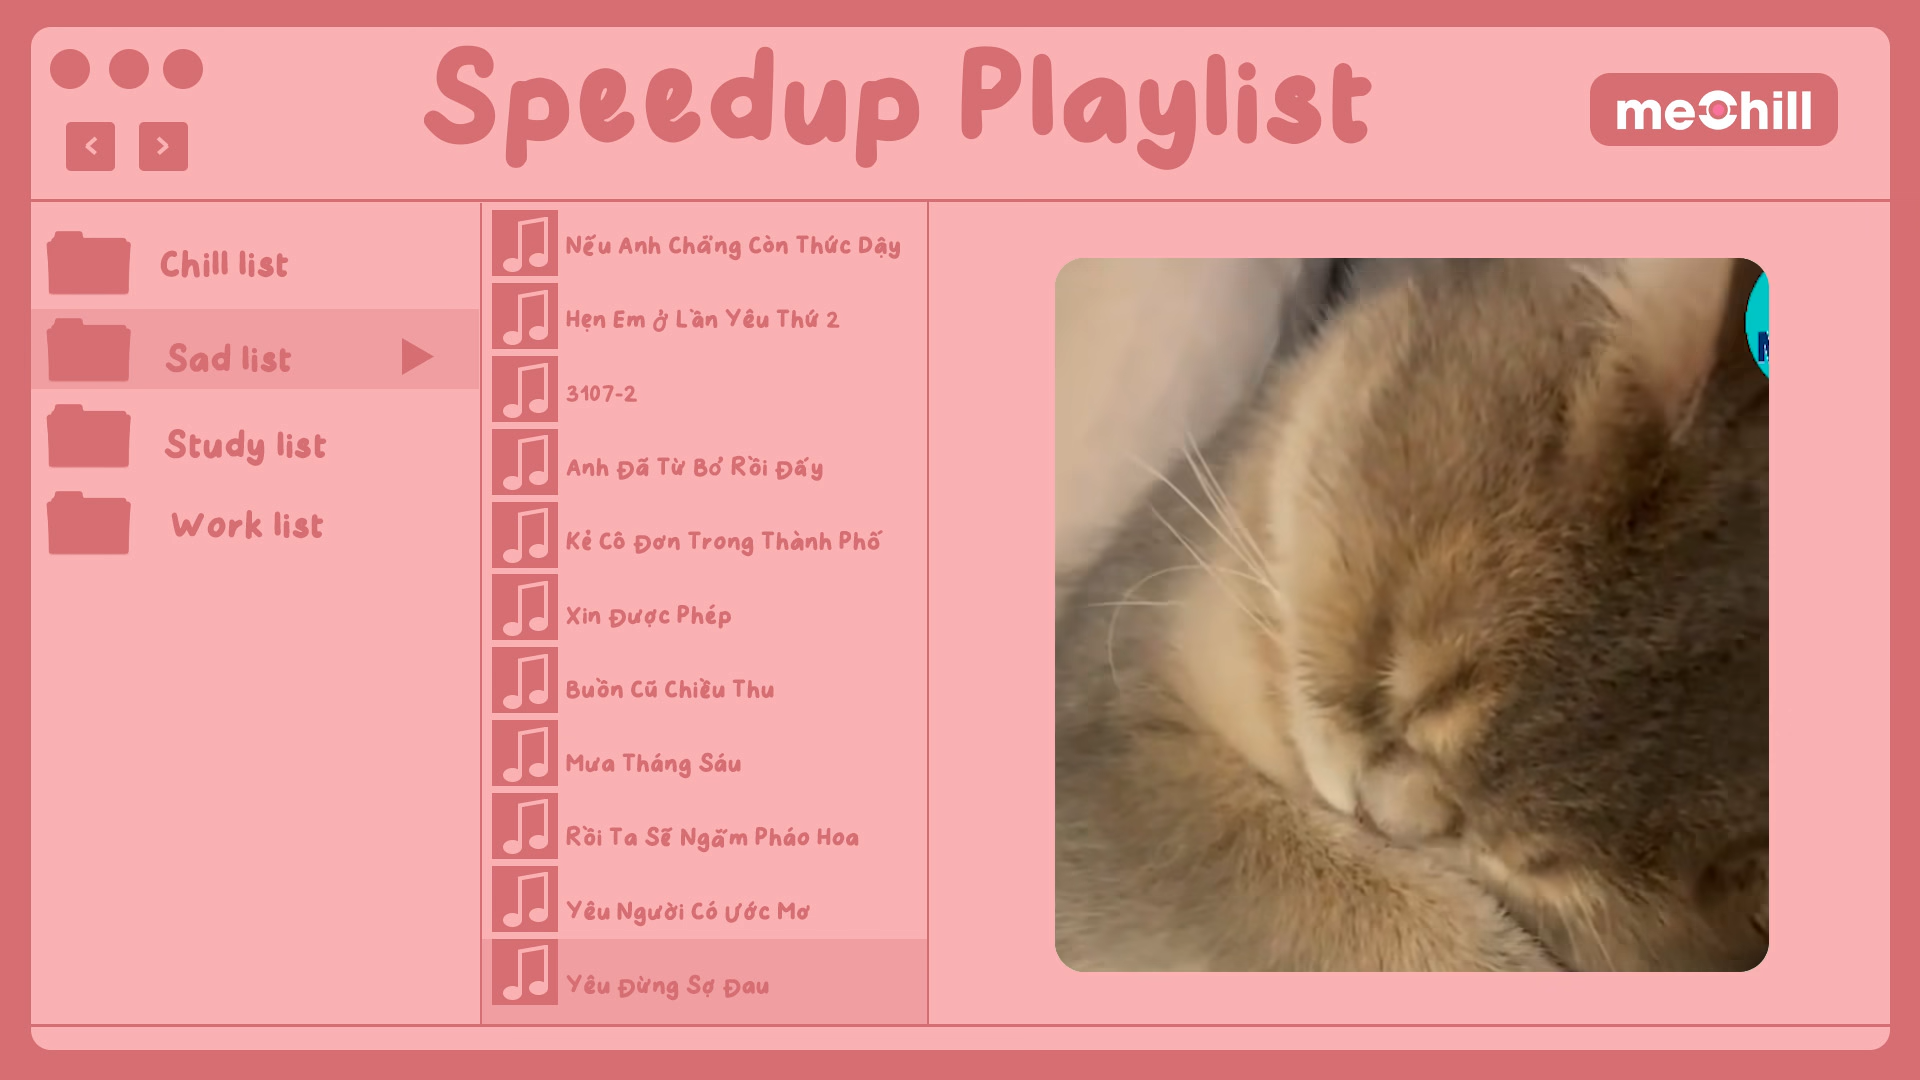 Speedup Playlist
meChill
Chill list
Sad list
Study list
Work list
Nếu Anh Chẳng Còn Thức Dậy
Hẹn Em ở Lần Yêu Thứ 2
3107-2
Anh Đã Từ Bỏ Rồi Đấy
Kẻ Cô Đơn Trong Thành Phố
Xin Được Phép
Buồn Cũ Chiều Thu
Mưa Tháng Sáu
Rồi Ta Sẽ Ngắm Pháo Hoa
Yêu Người Có Ước Mơ
Yêu Đừng Sợ Đau